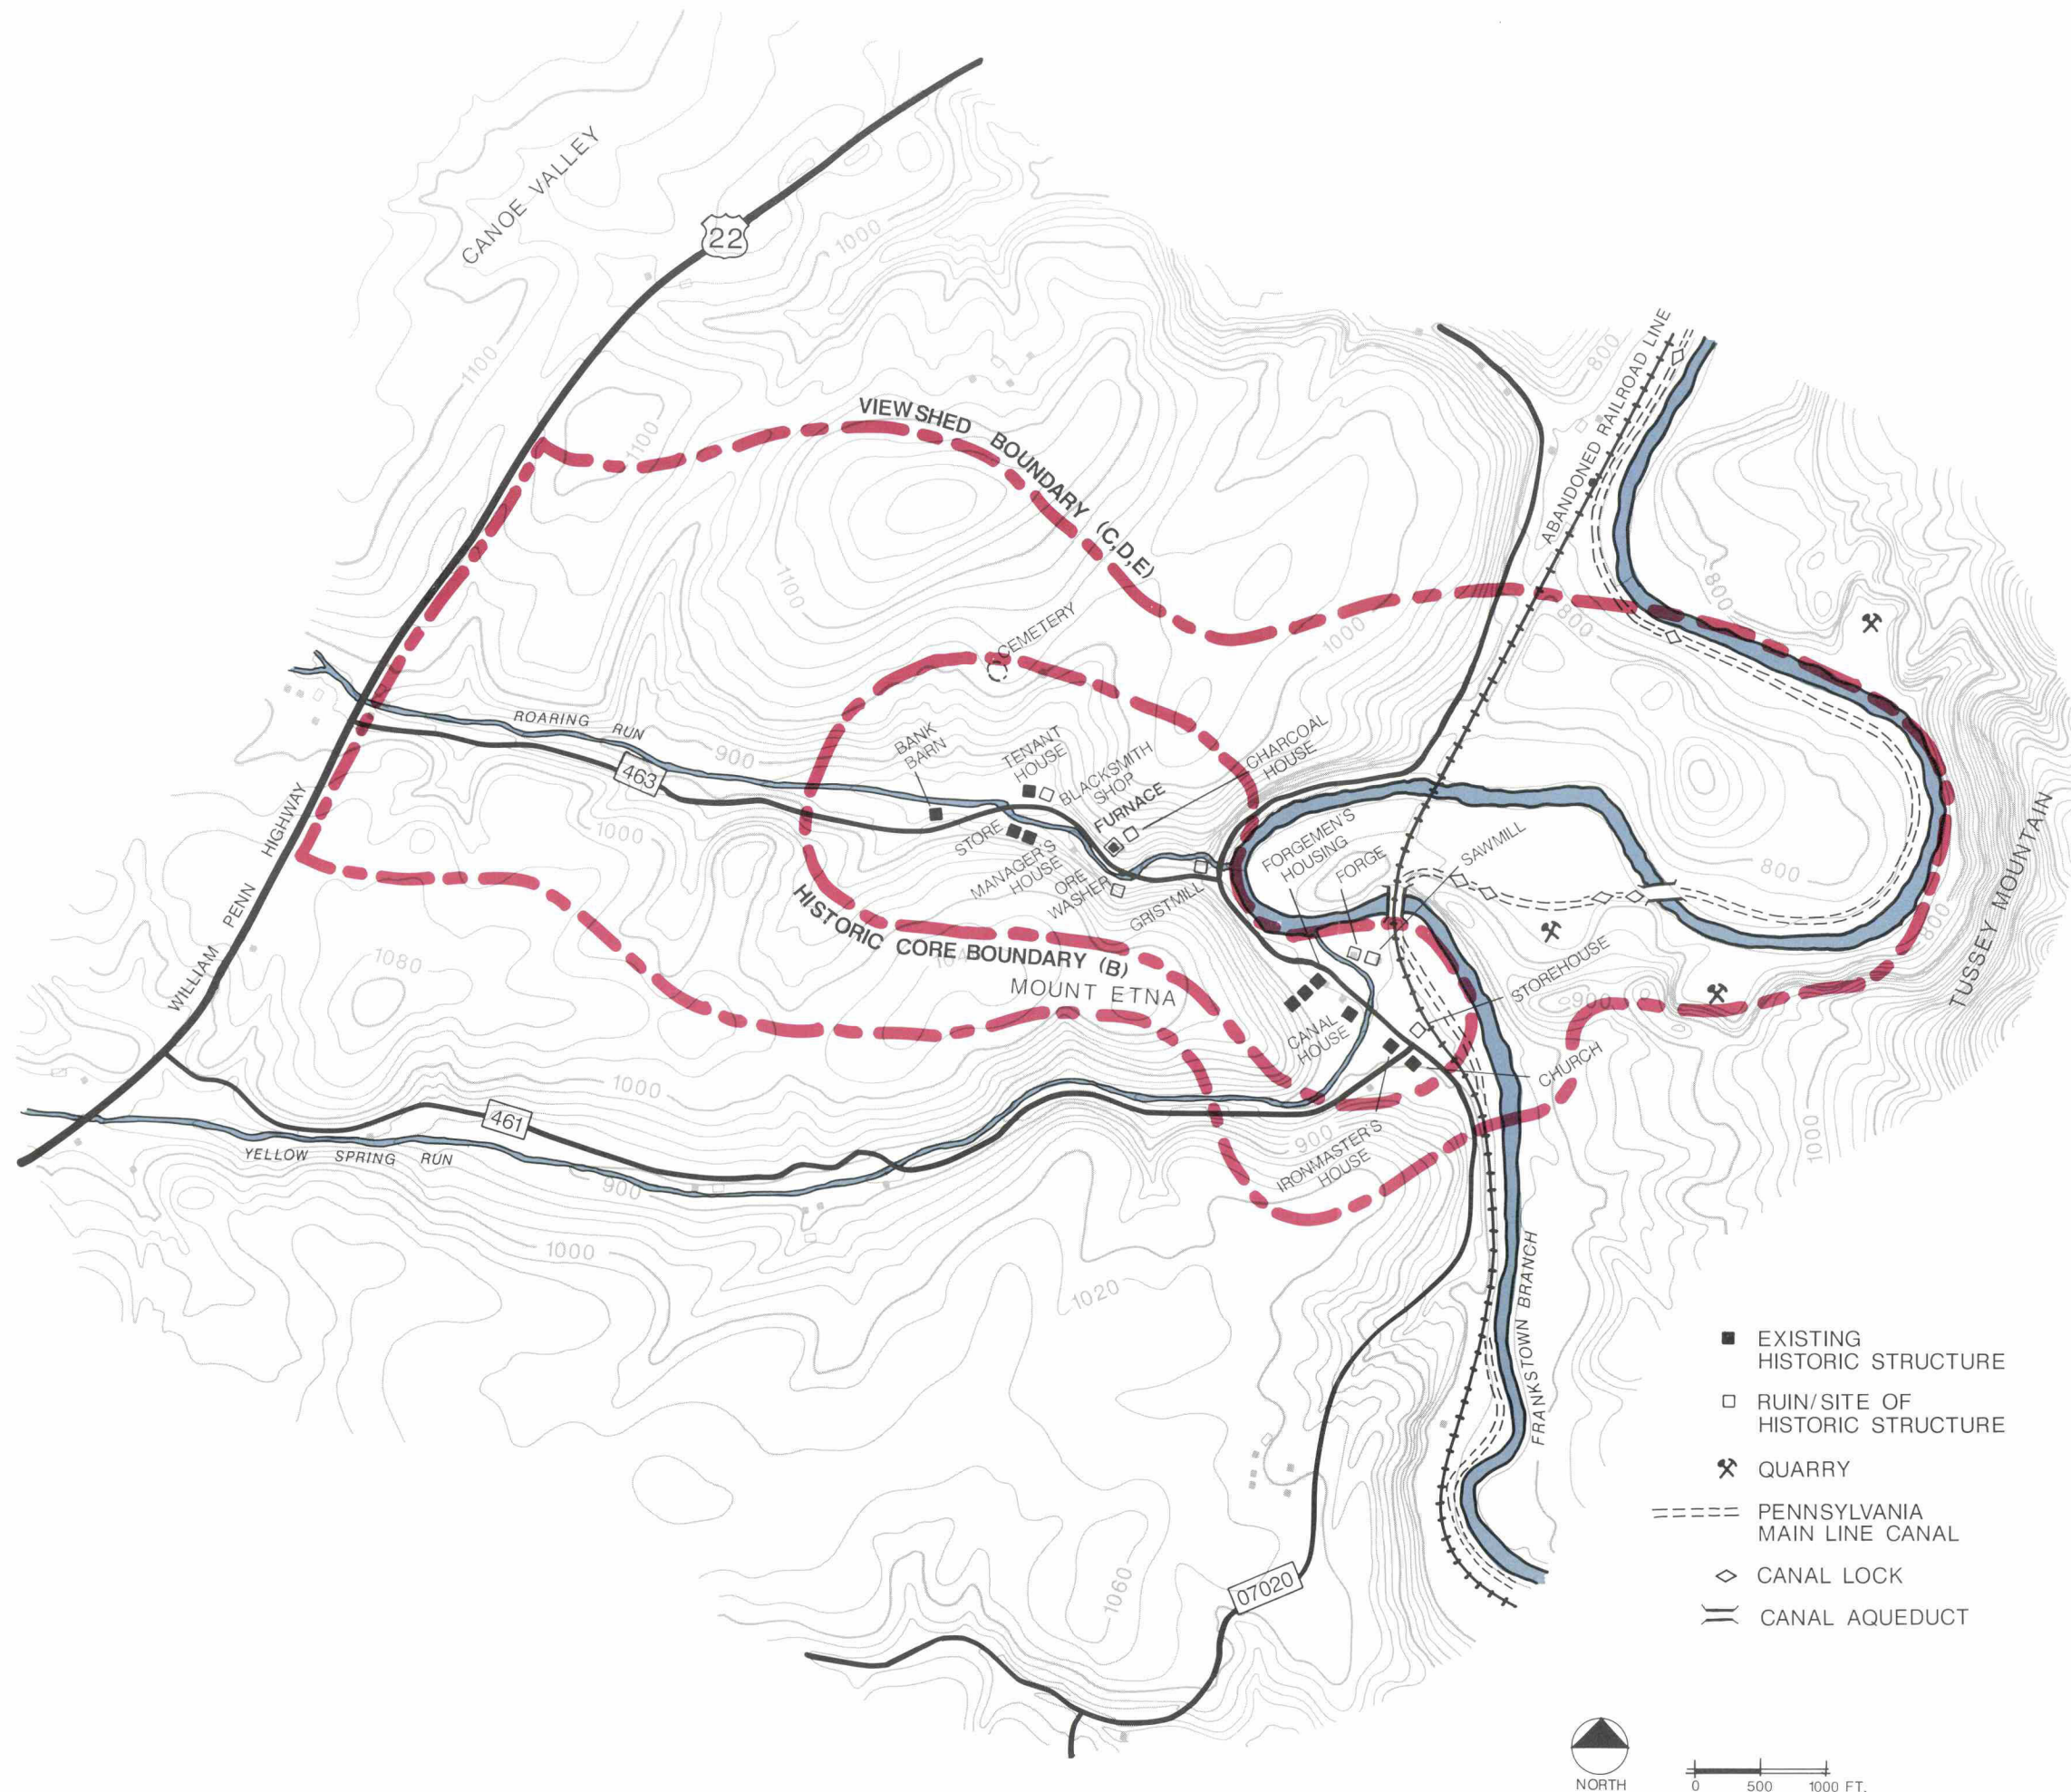 CANOE VALLEY
22
1000
1100
ABANDONED RAILROAD LINE
800
VIEWSHED BOUNDARY (C,D,E)
1100
1100
800
800
CEMETERY
1000
ROARING RUN
BANK
BARN
TENANT
HOUSE
BLACKSMITH
SHOP
FURNACE
CHARCOAL
HOUSE
900
463
1000
STORE
MANAGER'S
HOUSE
ORE
WASHER
GRISTMILL
FORGEMEN'S
HOUSING
FORGE
SAWMILL
800
TUSSEY MOUNTAIN
800
WILLIAM PENN HIGHWAY
HISTORIC CORE BOUNDARY (B)
1080
MOUNT ETNA
STOREHOUSE
900
CANAL
HOUSE
CHURCH
1000
461
YELLOW SPRING RUN
900
900
IRONMASTER'S
HOUSE
1000
1000
1020
FRANKSTOWN BRANCH
1060
07020
EXISTING
HISTORIC STRUCTURE
RUIN/SITE OF
HISTORIC STRUCTURE
QUARRY
PENNSYLVANIA
MAIN LINE CANAL
CANAL LOCK
CANAL AQUEDUCT
NORTH
0 500 1000 FT.